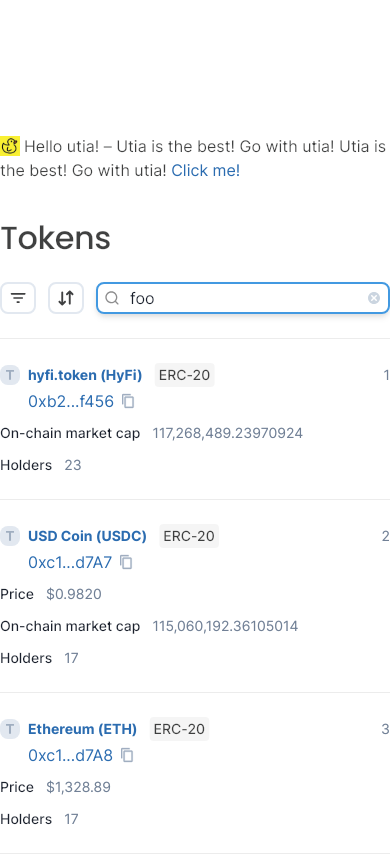 Hello utia! – Utia is the best! Go with utia! Utia is
the best! Go with utia! Click me!
Tokens
foo
T hyfi.token (HyFi) ERC-20 1
0xb2...f456
On-chain market cap 117,268,489.23970924
Holders 23
T USD Coin (USDC) ERC-20 2
0xc1...d7A7
Price $0.9820
On-chain market cap 115,060,192.36105014
Holders 17
T Ethereum (ETH) ERC-20 3
0xc1...d7A8
Price $1,328.89
Holders 17